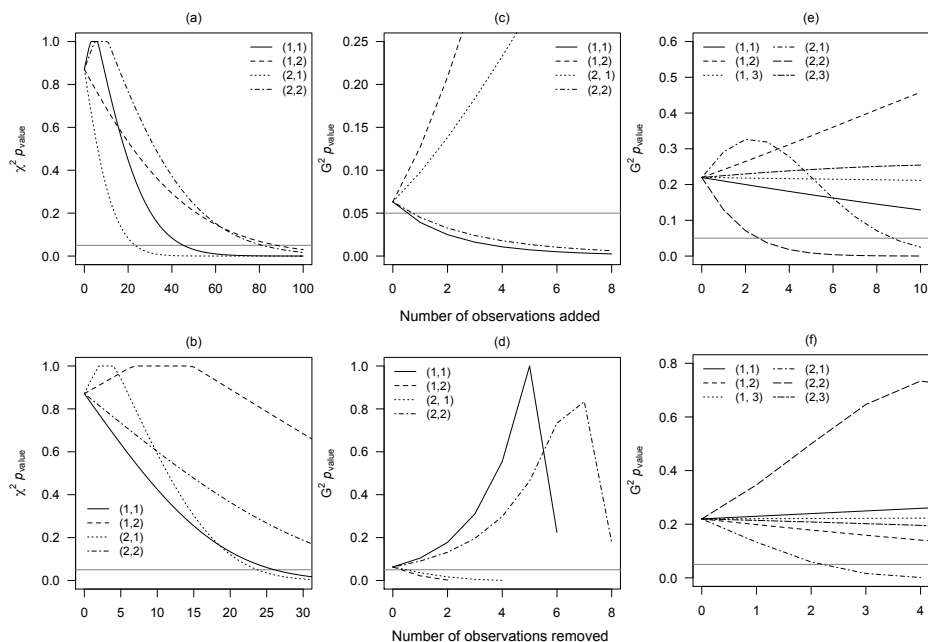 (a)
χ² pvalue
1.0
0.8
0.6
0.4
0.2
0.0
(1,1)
(1,2)
(2,1)
(2,2)
0 20 40 60 80 100
(c)
G² pvalue
0.25
0.20
0.15
0.10
0.05
0.00
(1,1)
(1,2)
(2, 1)
(2,2)
0 2 4 6 8
Number of observations added
(e)
G² pvalue
0.6
0.5
0.4
0.3
0.2
0.1
0.0
(1,1) (2,1)
(1,2) (2,2)
(1, 3) (2,3)
0 2 4 6 8 10
(b)
χ² pvalue
1.0
0.8
0.6
0.4
0.2
0.0
(1,1)
(1,2)
(2,1)
(2,2)
0 5 10 15 20 25 30
(d)
G² pvalue
1.0
0.8
0.6
0.4
0.2
0.0
(1,1)
(1,2)
(2, 1)
(2,2)
0 2 4 6 8
Number of observations removed
(f)
G² pvalue
0.8
0.6
0.4
0.2
0.0
(1,1) (2,1)
(1,2) (2,2)
(1, 3) (2,3)
0 1 2 3 4